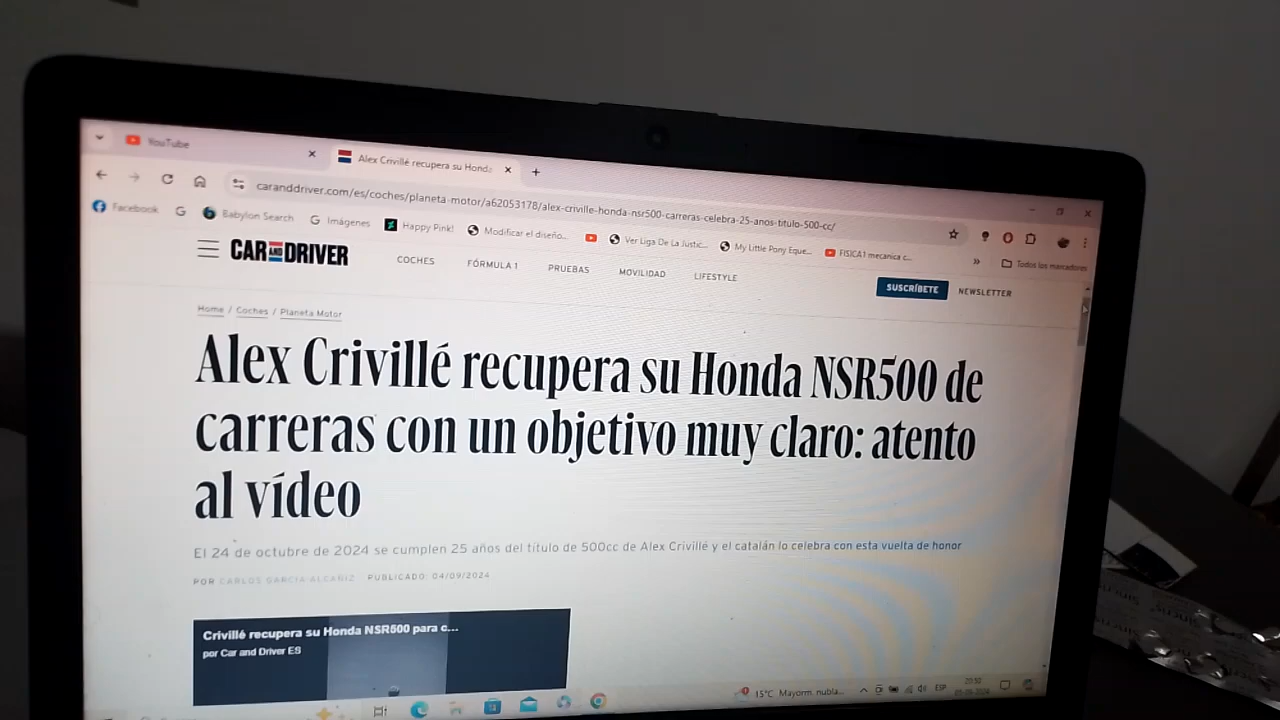 YouTube
Alex Crivillé recupera su Honda
caranddriver.com/es/coches/planeta-motor/a62053178/alex-criville-honda-nsr500-carreras-celebra-25-anos-titulo-500-cc/
Facebook
Babylon Search
Imágenes
Happy Pink!
Modificar el diseño...
Ver Liga De La Justic...
My Little Pony Eque...
FISICA1 mecanica c...
»
Todos los marcadores
CAR AND DRIVER
COCHES
FÓRMULA 1
PRUEBAS
MOVILIDAD
LIFESTYLE
SUSCRÍBETE
NEWSLETTER
Home / Coches / Planeta Motor
Alex Crivillé recupera su Honda NSR500 de
carreras con un objetivo muy claro: atento
al vídeo
El 24 de octubre de 2024 se cumplen 25 años del título de 500cc de Alex Crivillé y el catalán lo celebra con esta vuelta de honor
POR CARLOS GARCÍA ALCAÑIZ PUBLICADO: 04/09/2024
Crivillé recupera su Honda NSR500 para c...
por Car and Driver ES
15°C Mayorm. nubla...
ESP